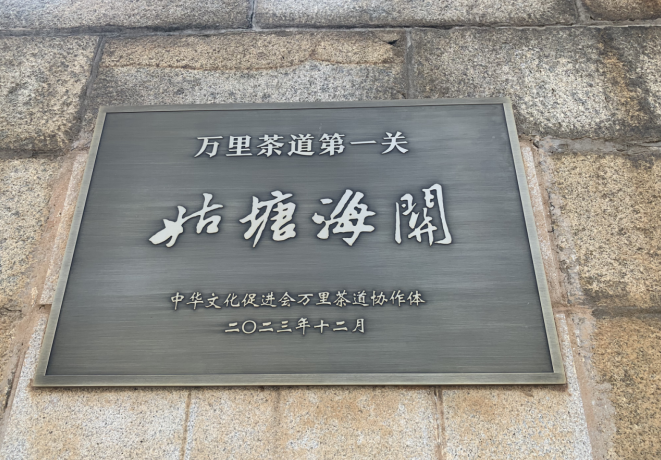 万里茶道第一关
姑塘海關
中华文化促进会万里茶道协作体
二〇二三年十二月